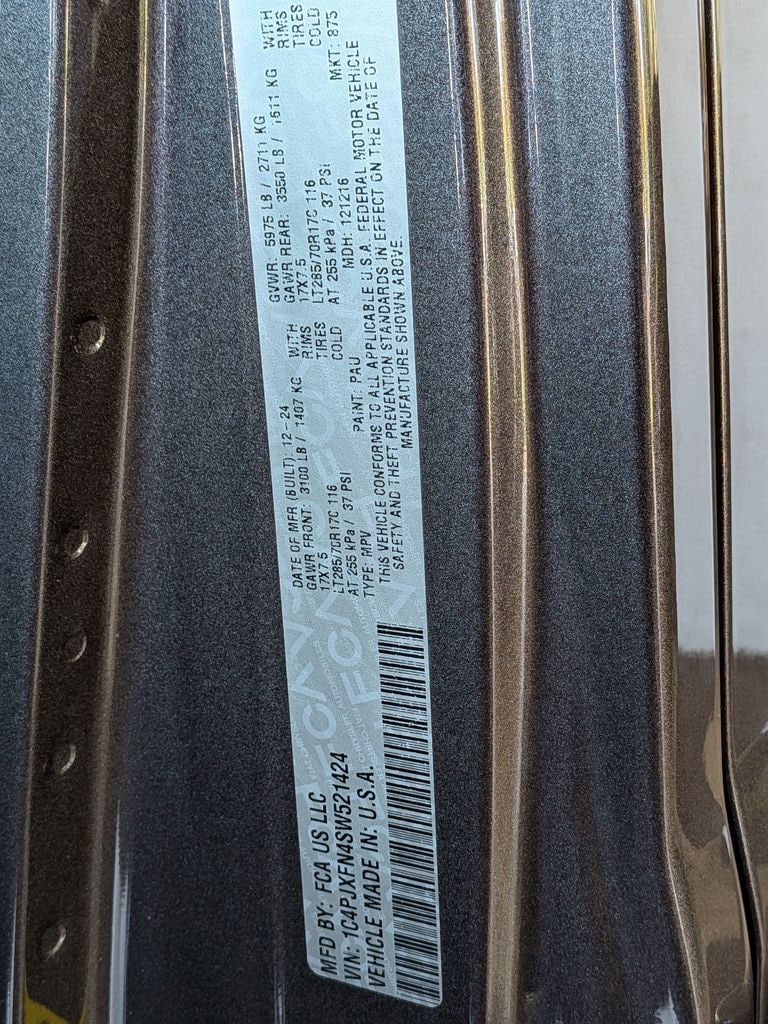 MFD BY: FCA US LLC
DATE OF MFR (BUILT): 12-24
GVWR: 5975 LB / 2711 KG
GAWR FRONT: 3100 LB / 1407 KG WITH
GAWR REAR: 3550 LB / 1611 KG WITH
17X7.5 RIMS
17X7.5 RIMS
LT285/70R17C 116 TIRES
LT285/70R17C 116 TIRES
AT 255 kPa / 37 PSI COLD
AT 255 kPa / 37 PSI COLD
VIN: 1C4PJXFN4SW521424
TYPE: MPV
PAINT: PAU
MDH: 121216
MKT: 875
VEHICLE MADE IN: U.S.A.
THIS VEHICLE CONFORMS TO ALL APPLICABLE U.S.A. FEDERAL MOTOR VEHICLE
SAFETY AND THEFT PREVENTION STANDARDS IN EFFECT ON THE DATE OF
MANUFACTURE SHOWN ABOVE.